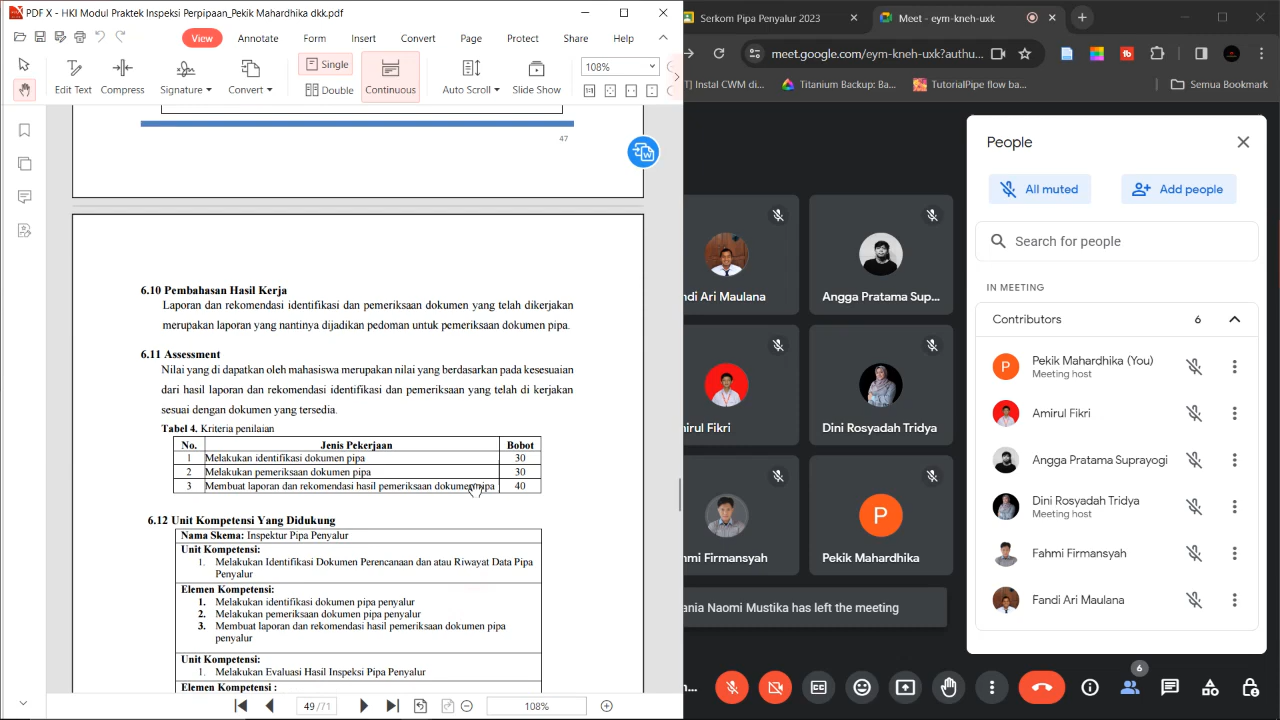 PDF X - HKI Modul Praktek Inspeksi Perpipaan_Pekik Mahardhika dkk.pdf
View
Annotate
Form
Insert
Convert
Page
Protect
Share
Help
Edit Text
Compress
Signature
Convert
Single
Double
Continuous
Auto Scroll
Slide Show
108%
47
6.10 Pembahasan Hasil Kerja
Laporan dan rekomendasi identifikasi dan pemeriksaan dokumen yang telah dikerjakan
merupakan laporan yang nantinya dijadikan pedoman untuk pemeriksaan dokumen pipa.
6.11 Assessment
Nilai yang di dapatkan oleh mahasiswa merupakan nilai yang berdasarkan pada kesesuaian
dari hasil laporan dan rekomendasi identifikasi dan pemeriksaan yang telah di kerjakan
sesuai dengan dokumen yang tersedia.
Tabel 4. Kriteria penilaian
No. Jenis Pekerjaan Bobot
1 Melakukan identifikasi dokumen pipa 30
2 Melakukan pemeriksaan dokumen pipa 30
3 Membuat laporan dan rekomendasi hasil pemeriksaan dokumen pipa 40
6.12 Unit Kompetensi Yang Didukung
Nama Skema: Inspektur Pipa Penyalur
Unit Kompetensi:
1. Melakukan Identifikasi Dokumen Perencanaan dan atau Riwayat Data Pipa
Penyalur
Elemen Kompetensi:
1. Melakukan identifikasi dokumen pipa penyalur
2. Melakukan pemeriksaan dokumen pipa penyalur
3. Membuat laporan dan rekomendasi hasil pemeriksaan dokumen pipa
penyalur
Unit Kompetensi:
1. Melakukan Evaluasi Hasil Inspeksi Pipa Penyalur
Elemen Kompetensi :
49 /71
108%
Serkom Pipa Penyalur 2023
Meet - eym-kneh-uxk
meet.google.com/eym-kneh-uxk?authu...
T] Instal CWM di...
Titanium Backup: Ba...
TutorialPipe flow ba...
Semua Bookmark
ndi Ari Maulana
Angga Pratama Sup...
irul Fikri
Dini Rosyadah Tridya
mi Firmansyah
P
Pekik Mahardhika
ania Naomi Mustika has left the meeting
People
All muted
Add people
Search for people
IN MEETING
Contributors 6
P
Pekik Mahardhika (You)
Meeting host
Amirul Fikri
Angga Pratama Suprayogi
Dini Rosyadah Tridya
Meeting host
Fahmi Firmansyah
Fandi Ari Maulana
n...
6